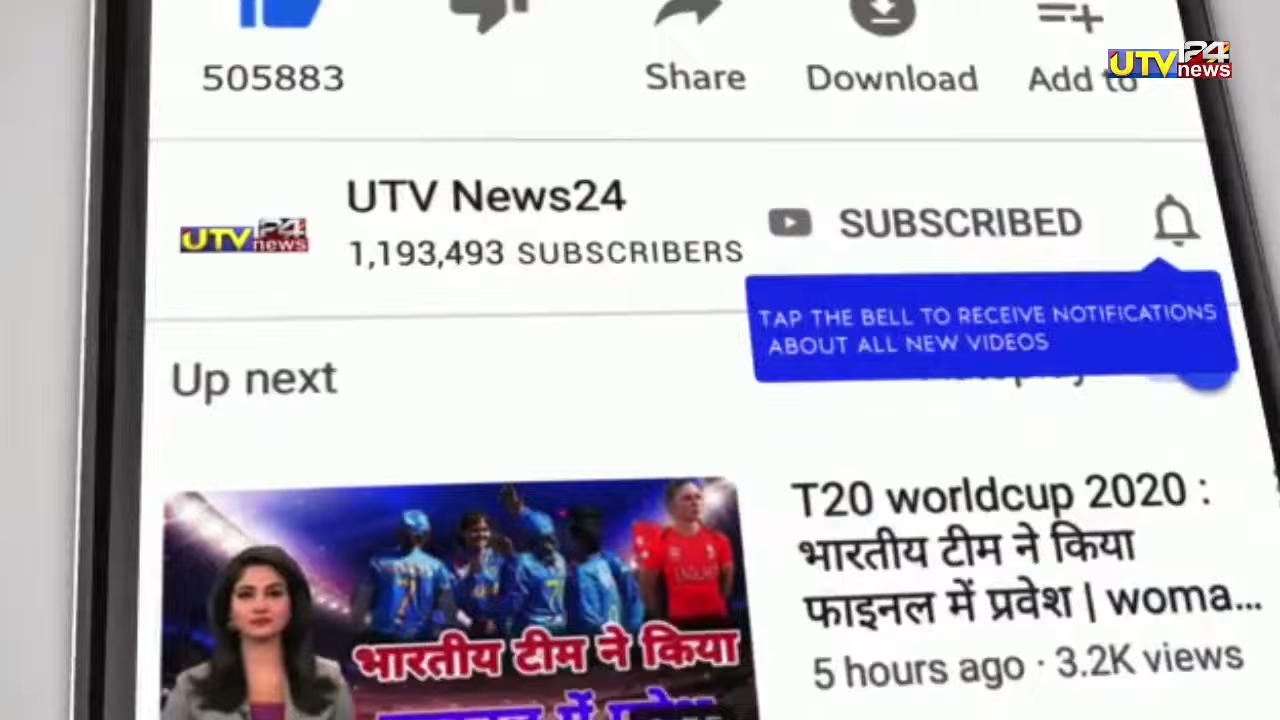 505883
Share
Download
Add to
UTV 24 news
UTV 24 news
UTV News24
1,193,493 SUBSCRIBERS
SUBSCRIBED
TAP THE BELL TO RECEIVE NOTIFICATIONS
ABOUT ALL NEW VIDEOS
Up next
T20 worldcup 2020 :
भारतीय टीम ने किया
फाइनल में प्रवेश | woma...
5 hours ago · 3.2K views
7
ENGLAND
भारतीय टीम ने किया